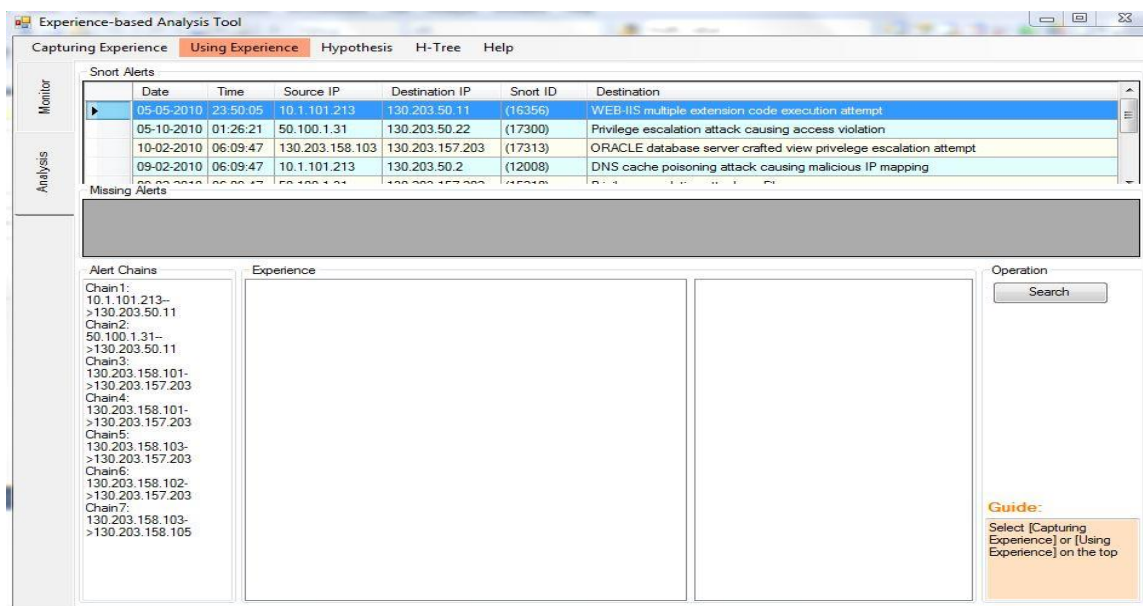 Experience-based Analysis Tool
Capturing Experience Using Experience Hypothesis H-Tree Help
Monitor
Analysis
Snort Alerts
Date Time Source IP Destination IP Snort ID Destination
05-05-2010 23:50:05 10.1.101.213 130.203.50.11 (16356) WEB-IIS multiple extension code execution attempt
05-10-2010 01:26:21 50.100.1.31 130.203.50.22 (17300) Privilege escalation attack causing access violation
10-02-2010 06:09:47 130.203.158.103 130.203.157.203 (17313) ORACLE database server crafted view privelege escalation attempt
09-02-2010 06:09:47 10.1.101.213 130.203.50.2 (12008) DNS cache poisoning attack causing malicious IP mapping
Missing Alerts
Alert Chains
Chain1:
10.1.101.213--
>130.203.50.11
Chain2:
50.100.1.31--
>130.203.50.11
Chain3:
130.203.158.101-
>130.203.157.203
Chain4:
130.203.158.101-
>130.203.157.203
Chain5:
130.203.158.103-
>130.203.157.203
Chain6:
130.203.158.102-
>130.203.157.203
Chain7:
130.203.158.103-
>130.203.158.105
Experience
Operation
Search
Guide:
Select [Capturing
Experience] or [Using
Experience] on the top